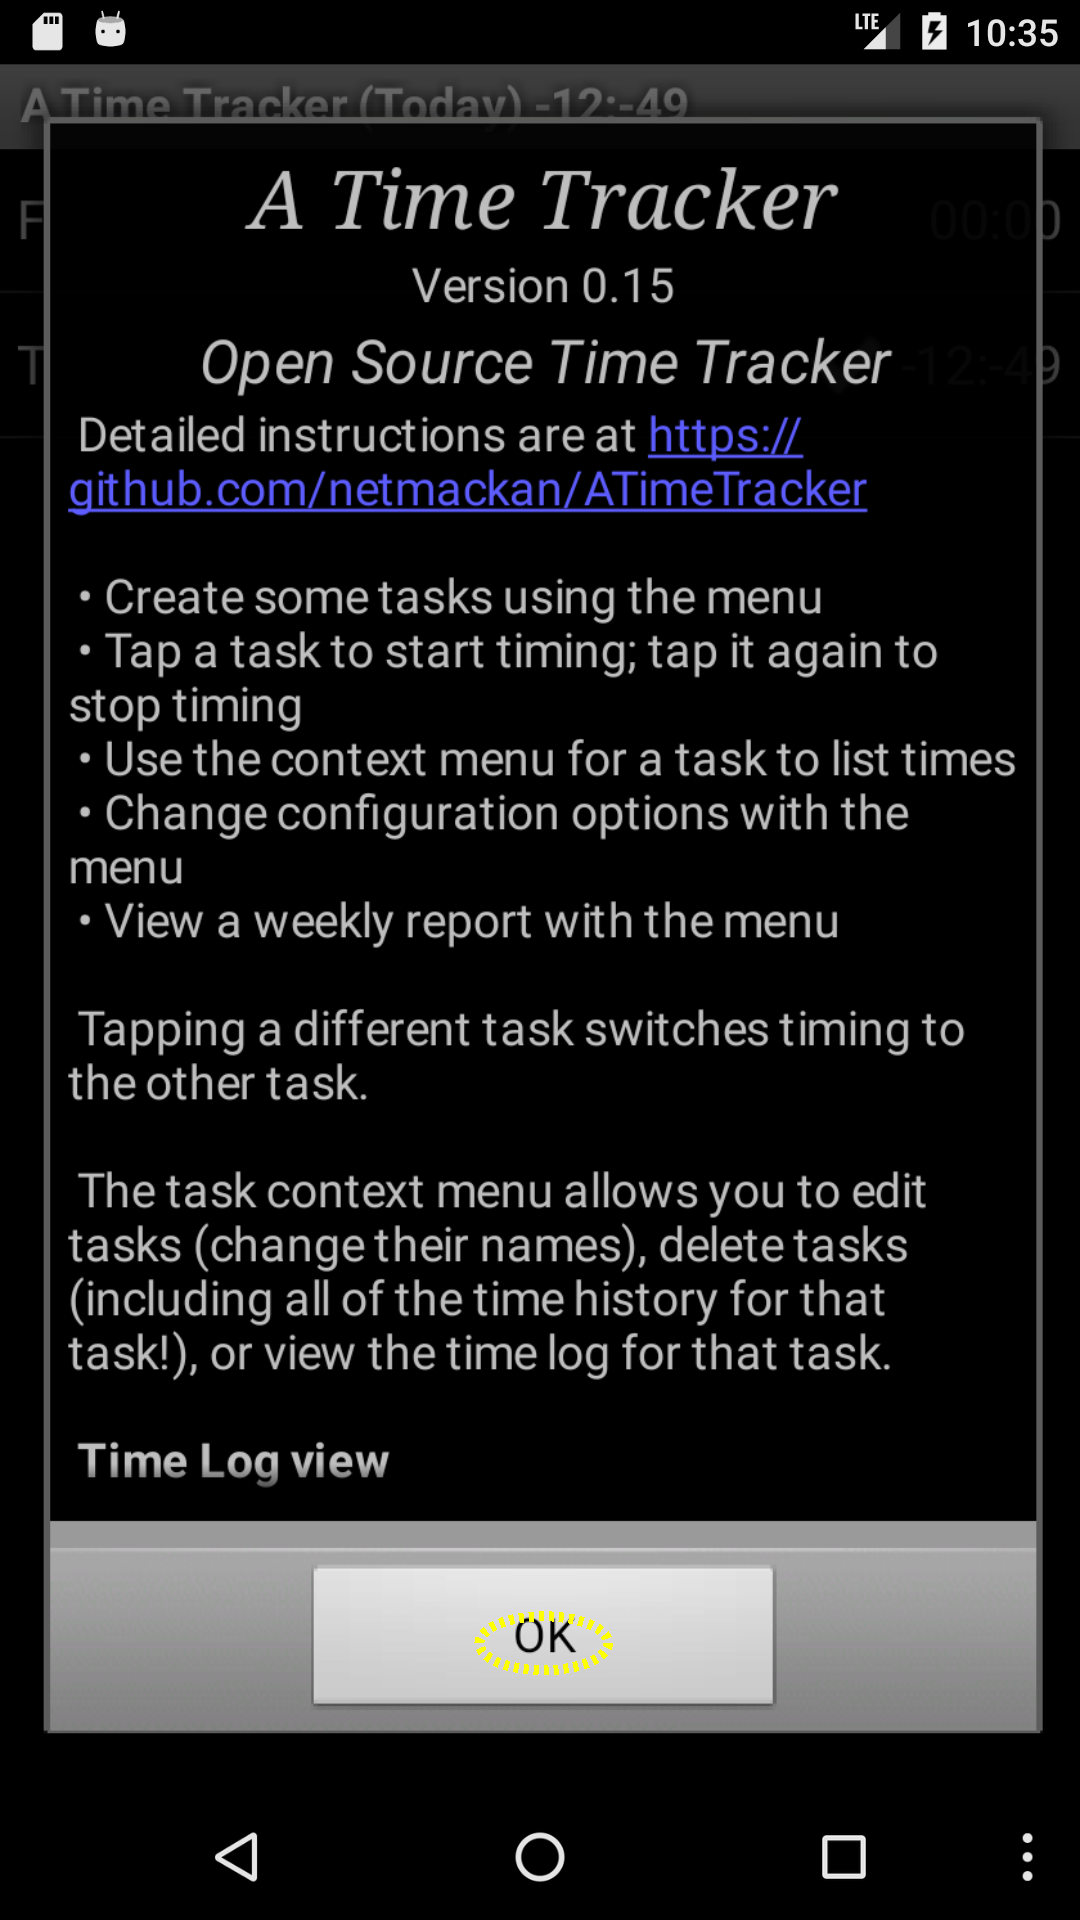 LTE 10:35
A Time Tracker (Today) -12:-49
F 00:00
T -12:-49
A Time Tracker
Version 0.15
Open Source Time Tracker
Detailed instructions are at https://
github.com/netmackan/ATimeTracker
• Create some tasks using the menu
• Tap a task to start timing; tap it again to
stop timing
• Use the context menu for a task to list times
• Change configuration options with the
menu
• View a weekly report with the menu
Tapping a different task switches timing to
the other task.
The task context menu allows you to edit
tasks (change their names), delete tasks
(including all of the time history for that
task!), or view the time log for that task.
Time Log view
OK